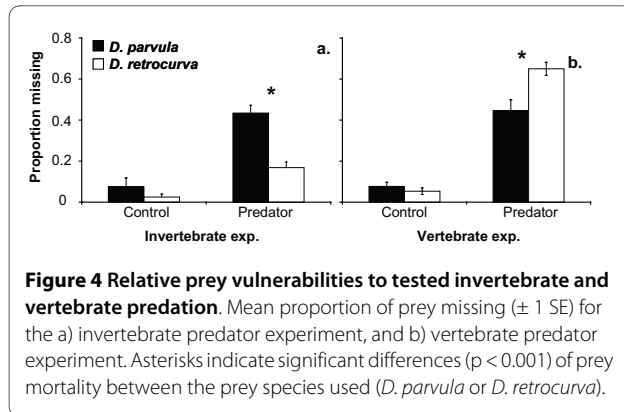 D. parvula
D. retrocurva
a.
b.
*
*
Proportion missing
0.8
0.6
0.4
0.2
0
Control
Predator
Control
Predator
Invertebrate exp.
Vertebrate exp.
Figure 4 Relative prey vulnerabilities to tested invertebrate and
vertebrate predation. Mean proportion of prey missing (± 1 SE) for
the a) invertebrate predator experiment, and b) vertebrate predator
experiment. Asterisks indicate significant differences (p < 0.001) of prey
mortality between the prey species used (D. parvula or D. retrocurva).